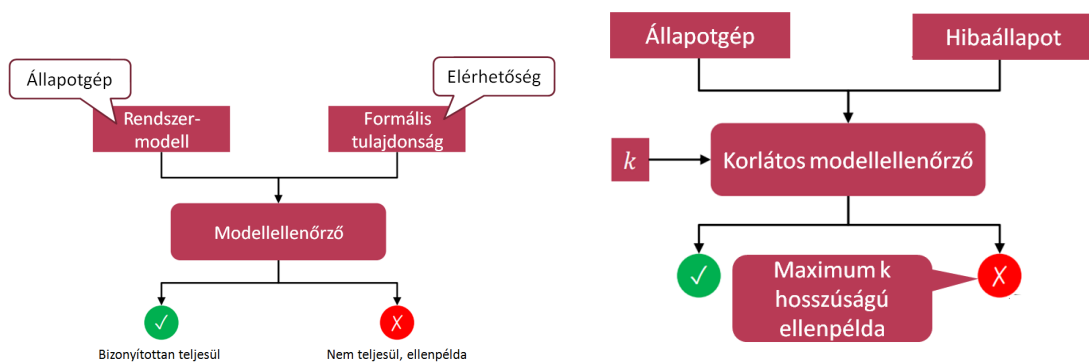 Állapotgép
Elérhetőség
Rendszer-
modell
Formális
tulajdonság
Modellellenőrző
✓
X
Bizonyítottan teljesül
Nem teljesül, ellenpélda
Állapotgép
Hibaállapot
k
Korlátos modellellenőrző
✓
X
Maximum k
hosszúságú
ellenpélda